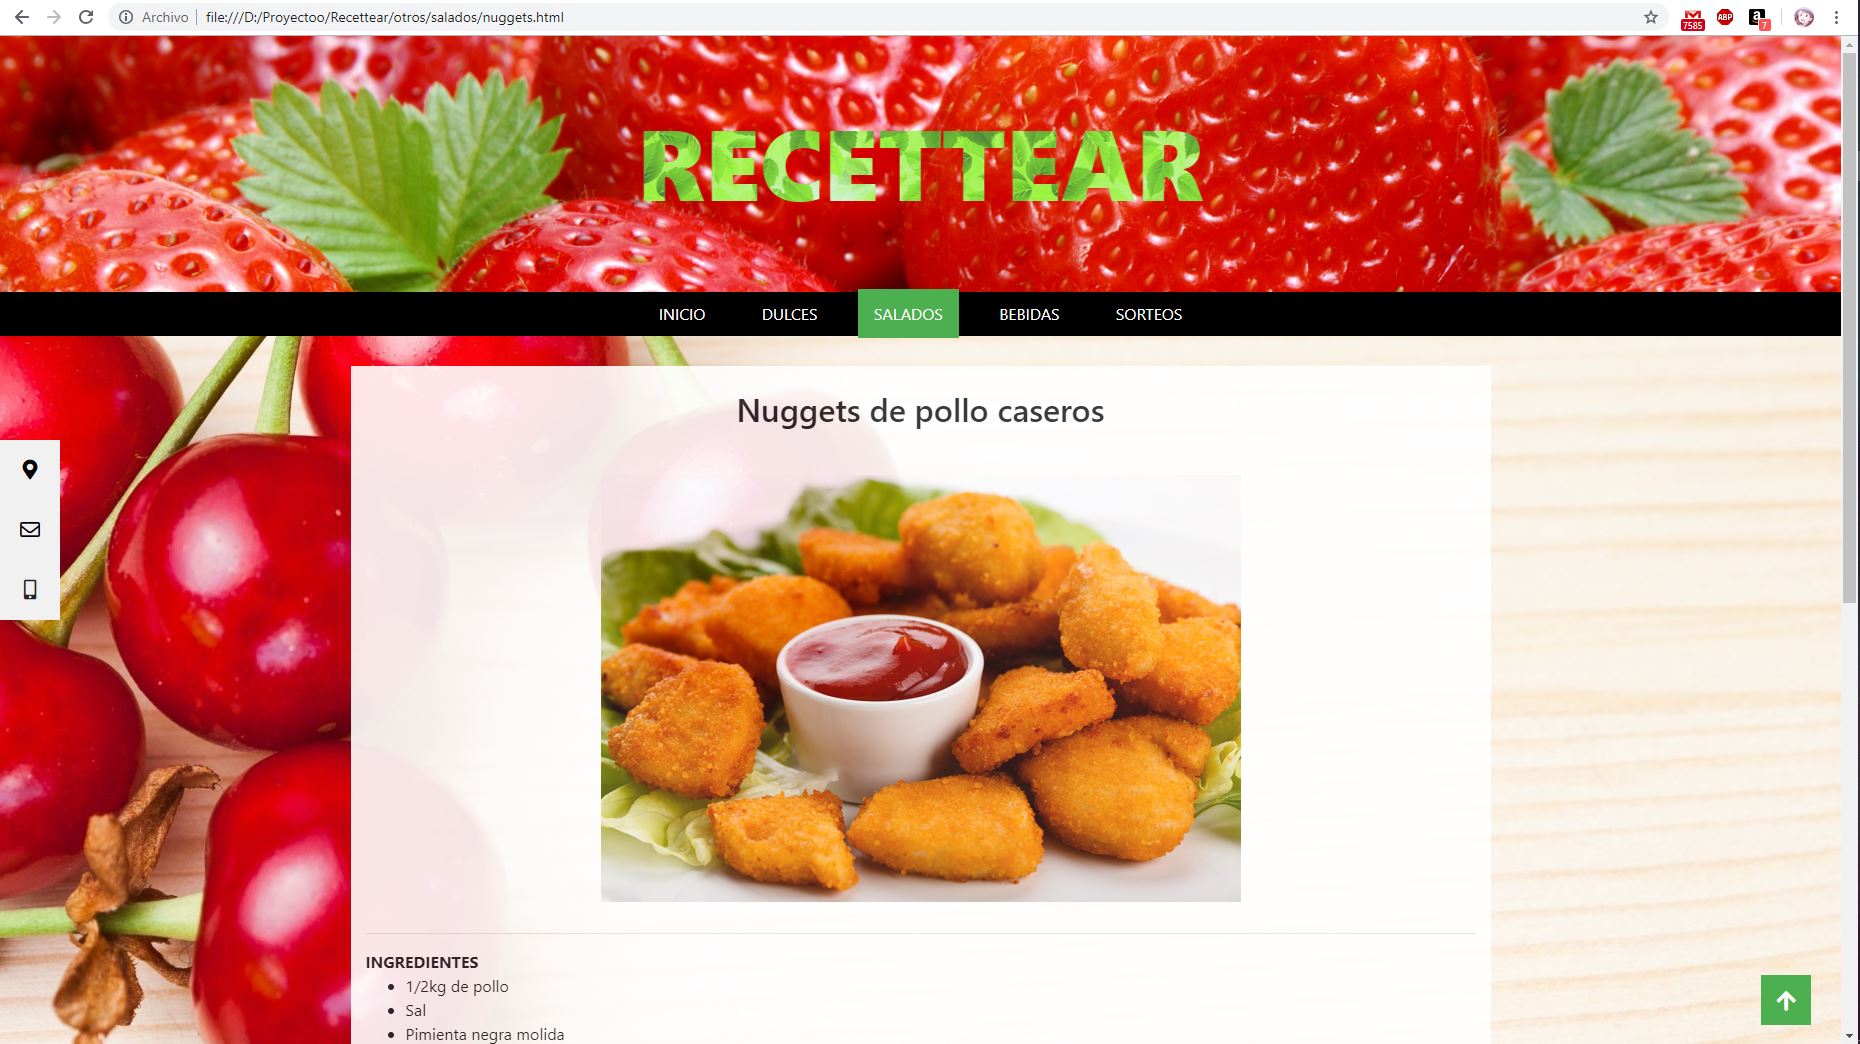 Archivo
file:///D:/Proyectoo/Recettear/otros/salados/nuggets.html
7585
ABP
a
7
RECETTEAR
INICIO
DULCES
SALADOS
BEBIDAS
SORTEOS
Nuggets de pollo caseros
INGREDIENTES
1/2kg de pollo
Sal
Pimienta negra molida